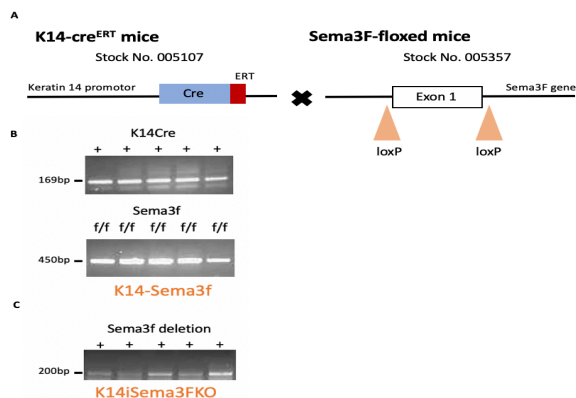 A
K14-creERT mice
Sema3F-floxed mice
Stock No. 005107
Stock No. 005357
ERT
Keratin 14 promotor
Cre
Exon 1
Sema3F gene
loxP
loxP
B
K14Cre
+ + + + +
169bp
Sema3f
f/f f/f f/f f/f f/f
450bp
K14-Sema3f
C
Sema3f deletion
+ + + + +
200bp
K14iSema3FKO